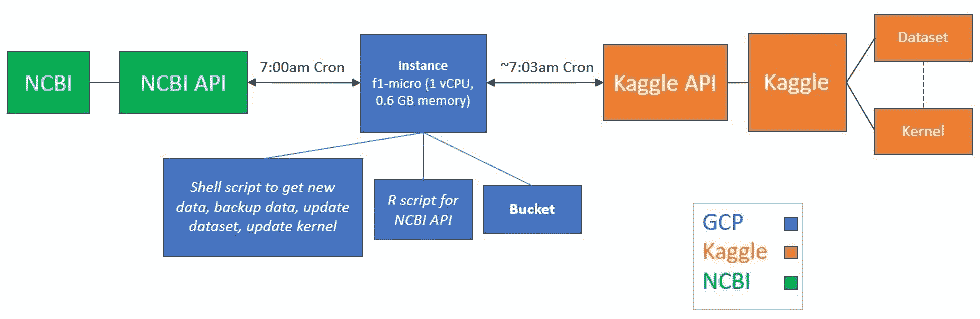 NCBI
NCBI API
7:00am Cron
Instance
f1-micro (1 vCPU,
0.6 GB memory)
~7:03am Cron
Kaggle API
Kaggle
Dataset
Kernel
Shell script to get new
data, backup data, update
dataset, update kernel
R script for
NCBI API
Bucket
GCP
Kaggle
NCBI